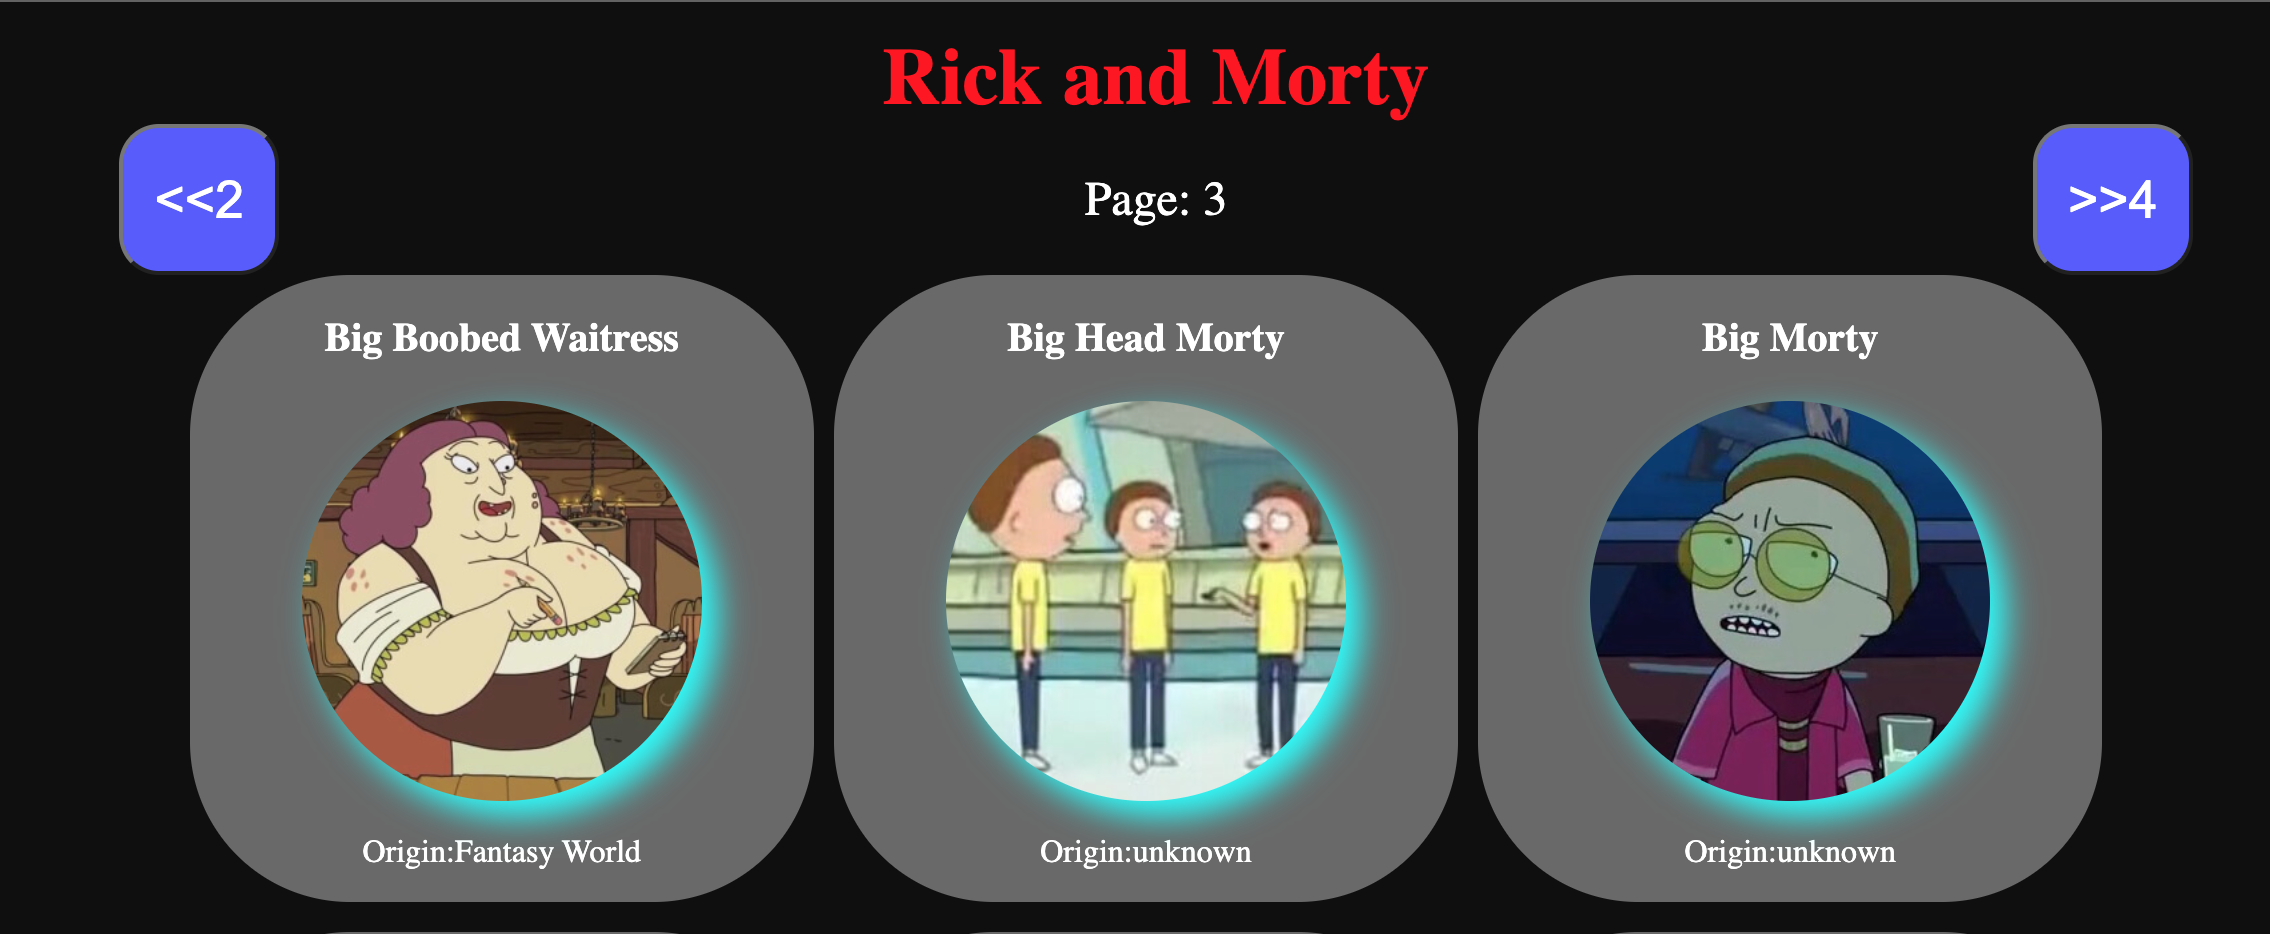 Rick and Morty
<<2
Page: 3
>>4
Big Boobed Waitress
Big Head Morty
Big Morty
Origin:Fantasy World
Origin:unknown
Origin:unknown